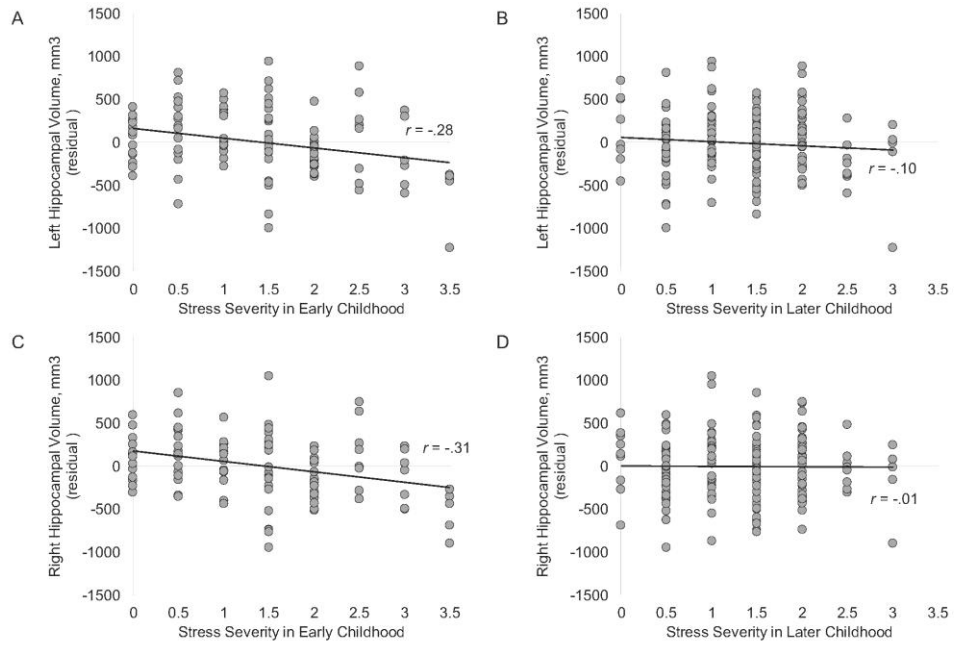 A
B
1500
1000
500
0
-500
-1000
-1500
Left Hippocampal Volume, mm3
(residual )
r = -.28
0 0.5 1 1.5 2 2.5 3 3.5
Stress Severity in Early Childhood
1500
1000
500
0
-500
-1000
-1500
Left Hippocampal Volume, mm3
(residual )
r = -.10
0 0.5 1 1.5 2 2.5 3 3.5
Stress Severity in Later Childhood
C
D
1500
1000
500
0
-500
-1000
-1500
Right Hippocampal Volume, mm3
(residual )
r = -.31
0 0.5 1 1.5 2 2.5 3 3.5
Stress Severity in Early Childhood
1500
1000
500
0
-500
-1000
-1500
Right Hippocampal Volume, mm3
(residual )
r = -.01
0 0.5 1 1.5 2 2.5 3 3.5
Stress Severity in Later Childhood